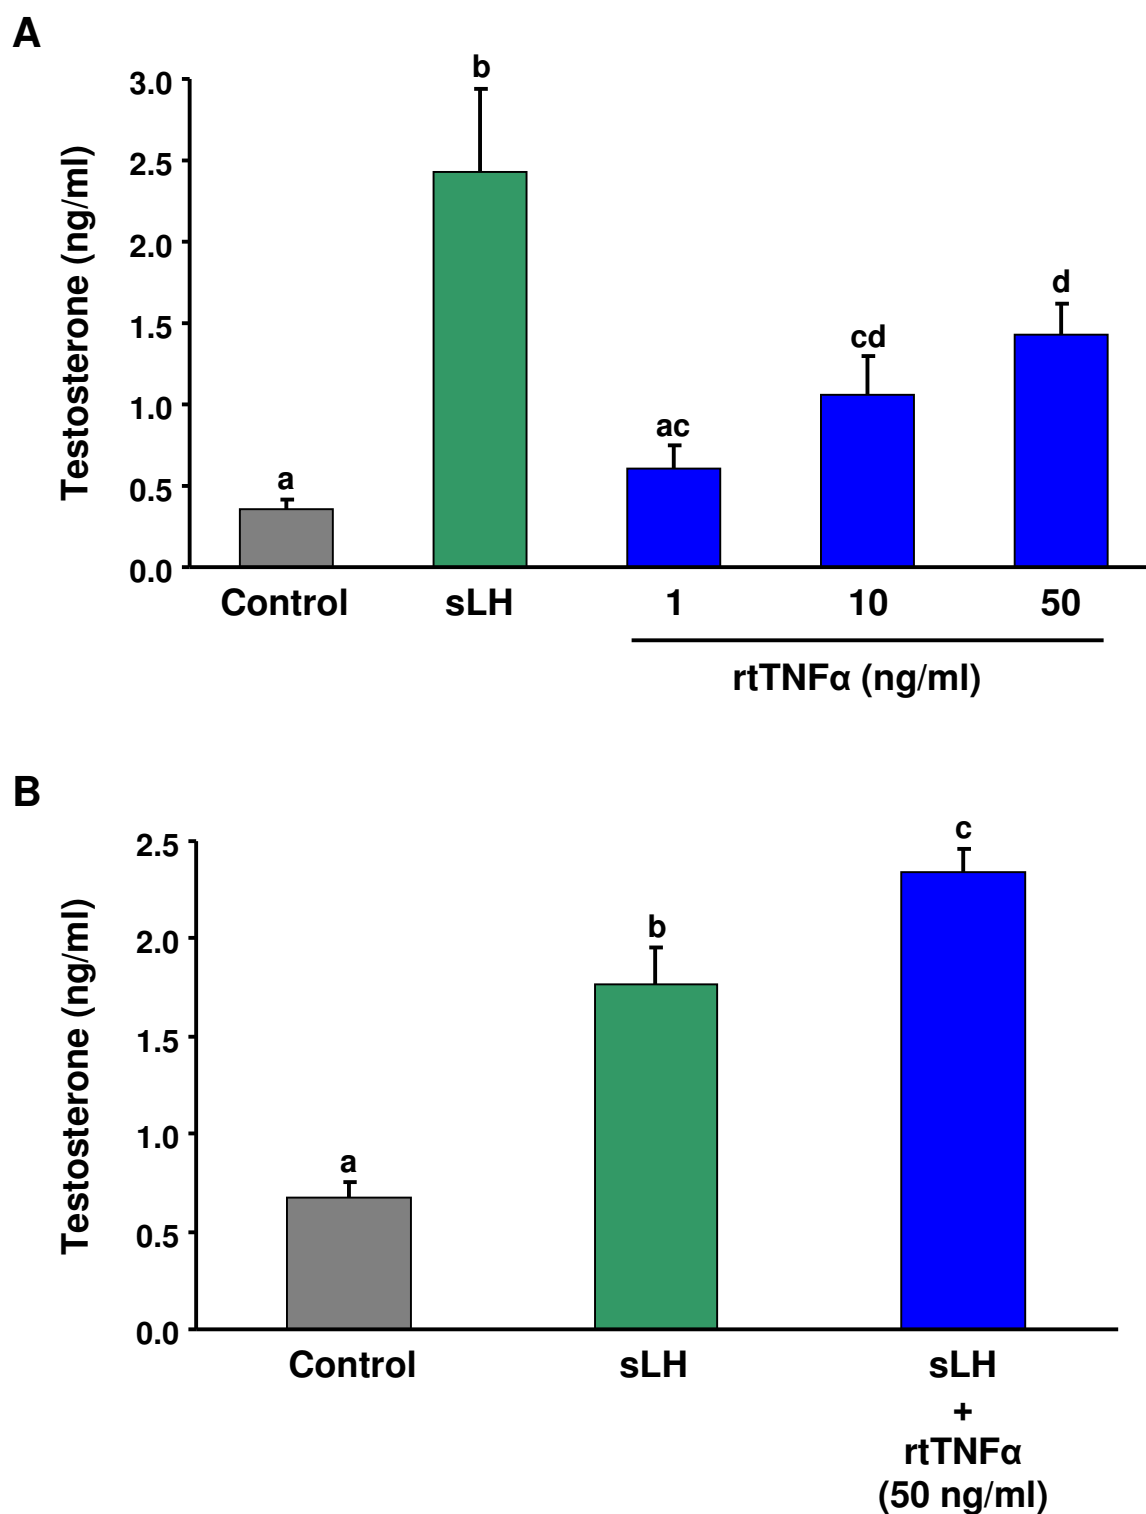 A
Testosterone (ng/ml)
3.0
2.5
2.0
1.5
1.0
0.5
0.0
a
b
ac
cd
d
Control sLH 1 10 50
rtTNFα (ng/ml)
B
Testosterone (ng/ml)
2.5
2.0
1.5
1.0
0.5
0.0
a
b
c
Control sLH sLH
+
rtTNFα
(50 ng/ml)